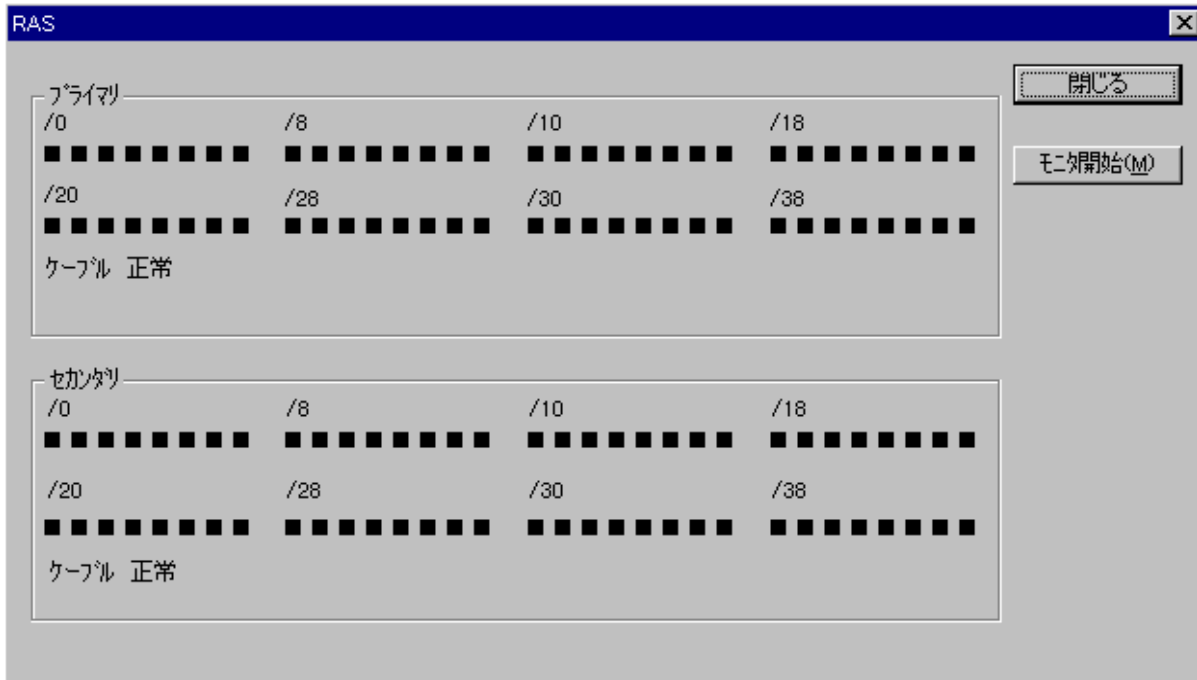 RAS
ﾌﾟﾗｲﾏﾘ
/0 /8 /10 /18
/20 /28 /30 /38
ｹｰﾌﾞﾙ 正常
閉じる
ﾓﾆﾀ開始(M)
ｾｶﾝﾀﾞﾘ
/0 /8 /10 /18
/20 /28 /30 /38
ｹｰﾌﾞﾙ 正常